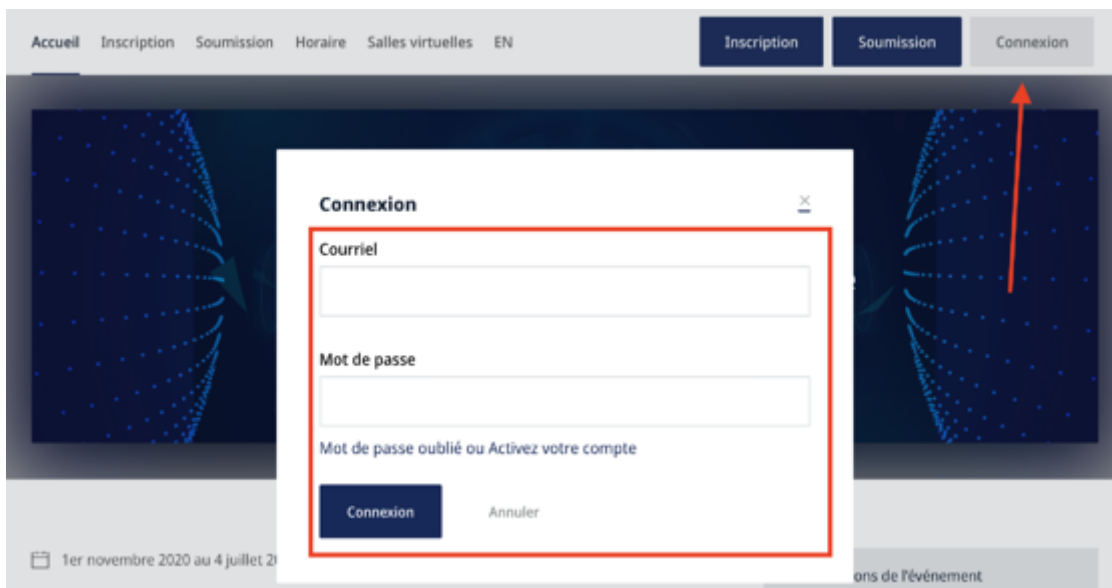 Accueil Inscription Soumission Horaire Salles virtuelles EN Inscription Soumission Connexion
Connexion ×
Courriel
Mot de passe
Mot de passe oublié ou Activez votre compte
Connexion Annuler
1er novembre 2020 au 4 juillet
de l'événement